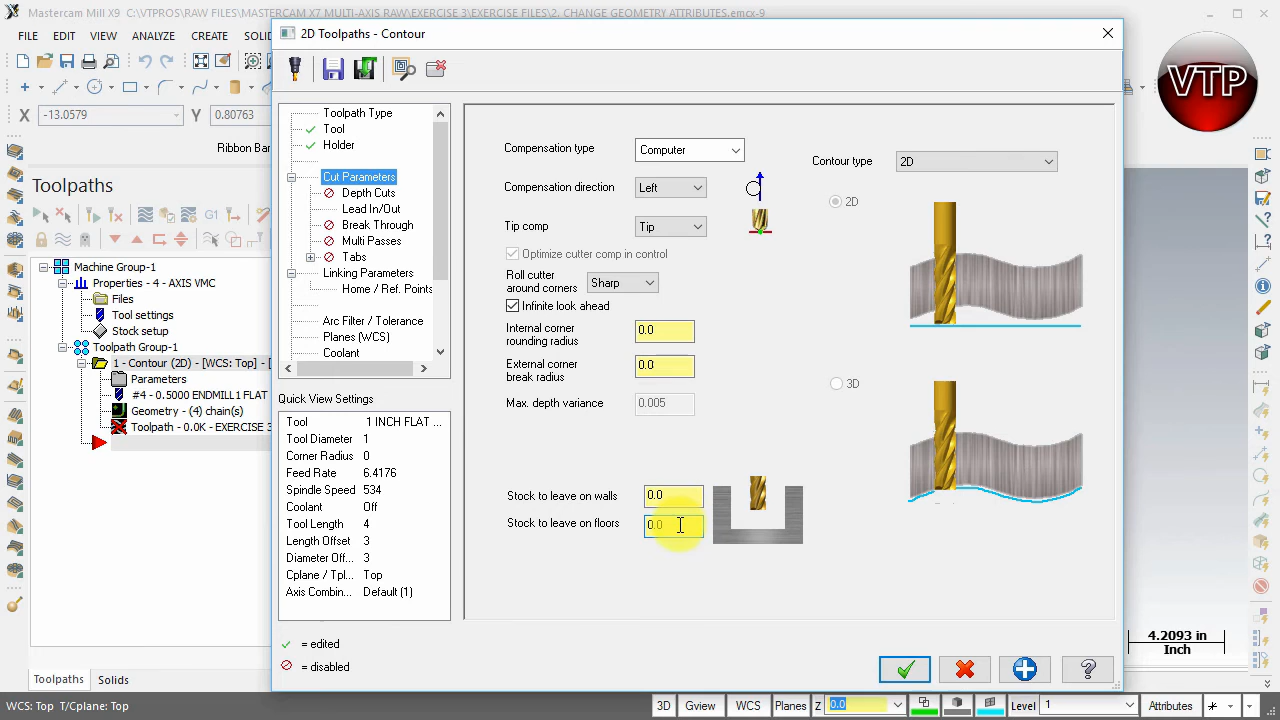 Mastercam Mill X9 C:\VTPROS\RAW FILES\MASTERCAM X7 MULTI-AXIS RAW\EXERCISE 3\EXERCISE FILES\2. CHANGE GEOMETRY ATTRIBUTES.emcx-9
FILE EDIT VIEW ANALYZE CREATE SOLI
2D Toolpaths - Contour
VTP
X -13.0579 Y 0.80763
Ribbon Bar
Toolpaths
G1
Machine Group-1
Properties - 4 - AXIS VMC
Files
Tool settings
Stock setup
Toolpath Group-1
1 - Contour (2D) - [WCS: Top] - [
Parameters
#4 - 0.5000 ENDMILL1 FLAT
Geometry - (4) chain(s)
Toolpath - 0.0K - EXERCISE 3
Toolpaths Solids
Toolpath Type
Tool
Holder
Cut Parameters
Depth Cuts
Lead In/Out
Break Through
Multi Passes
Tabs
Linking Parameters
Home / Ref. Points
Arc Filter / Tolerance
Planes (WCS)
Coolant
Quick View Settings
Tool 1 INCH FLAT ...
Tool Diameter 1
Corner Radius 0
Feed Rate 6.4176
Spindle Speed 534
Coolant Off
Tool Length 4
Length Offset 3
Diameter Off... 3
Cplane / Tpl... Top
Axis Combin... Default (1)
= edited
= disabled
Compensation type Computer
Compensation direction Left
Tip comp Tip
Optimize cutter comp in control
Roll cutter around corners Sharp
Infinite look ahead
Internal corner rounding radius 0.0
External corner break radius 0.0
Max. depth variance 0.005
Stock to leave on walls 0.0
Stock to leave on floors 0.0
Contour type 2D
2D
3D
4.2093 in
Inch
WCS: Top T/Cplane: Top 3D Gview WCS Planes Z 0.0 Level 1 Attributes